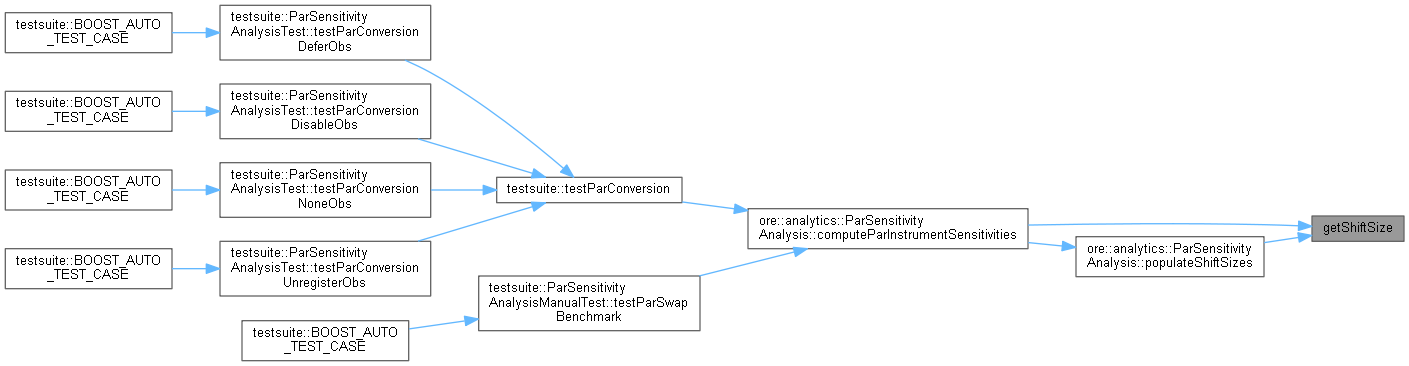 testsuite::BOOST_AUTO
_TEST_CASE
testsuite::ParSensitivity
AnalysisTest::testParConversion
DeferObs
testsuite::BOOST_AUTO
_TEST_CASE
testsuite::ParSensitivity
AnalysisTest::testParConversion
DisableObs
testsuite::BOOST_AUTO
_TEST_CASE
testsuite::ParSensitivity
AnalysisTest::testParConversion
NoneObs
testsuite::BOOST_AUTO
_TEST_CASE
testsuite::ParSensitivity
AnalysisTest::testParConversion
UnregisterObs
testsuite::testParConversion
ore::analytics::ParSensitivity
Analysis::computeParInstrumentSensitivities
getShiftSize
ore::analytics::ParSensitivity
Analysis::populateShiftSizes
testsuite::ParSensitivity
AnalysisManualTest::testParSwap
Benchmark
testsuite::BOOST_AUTO
_TEST_CASE